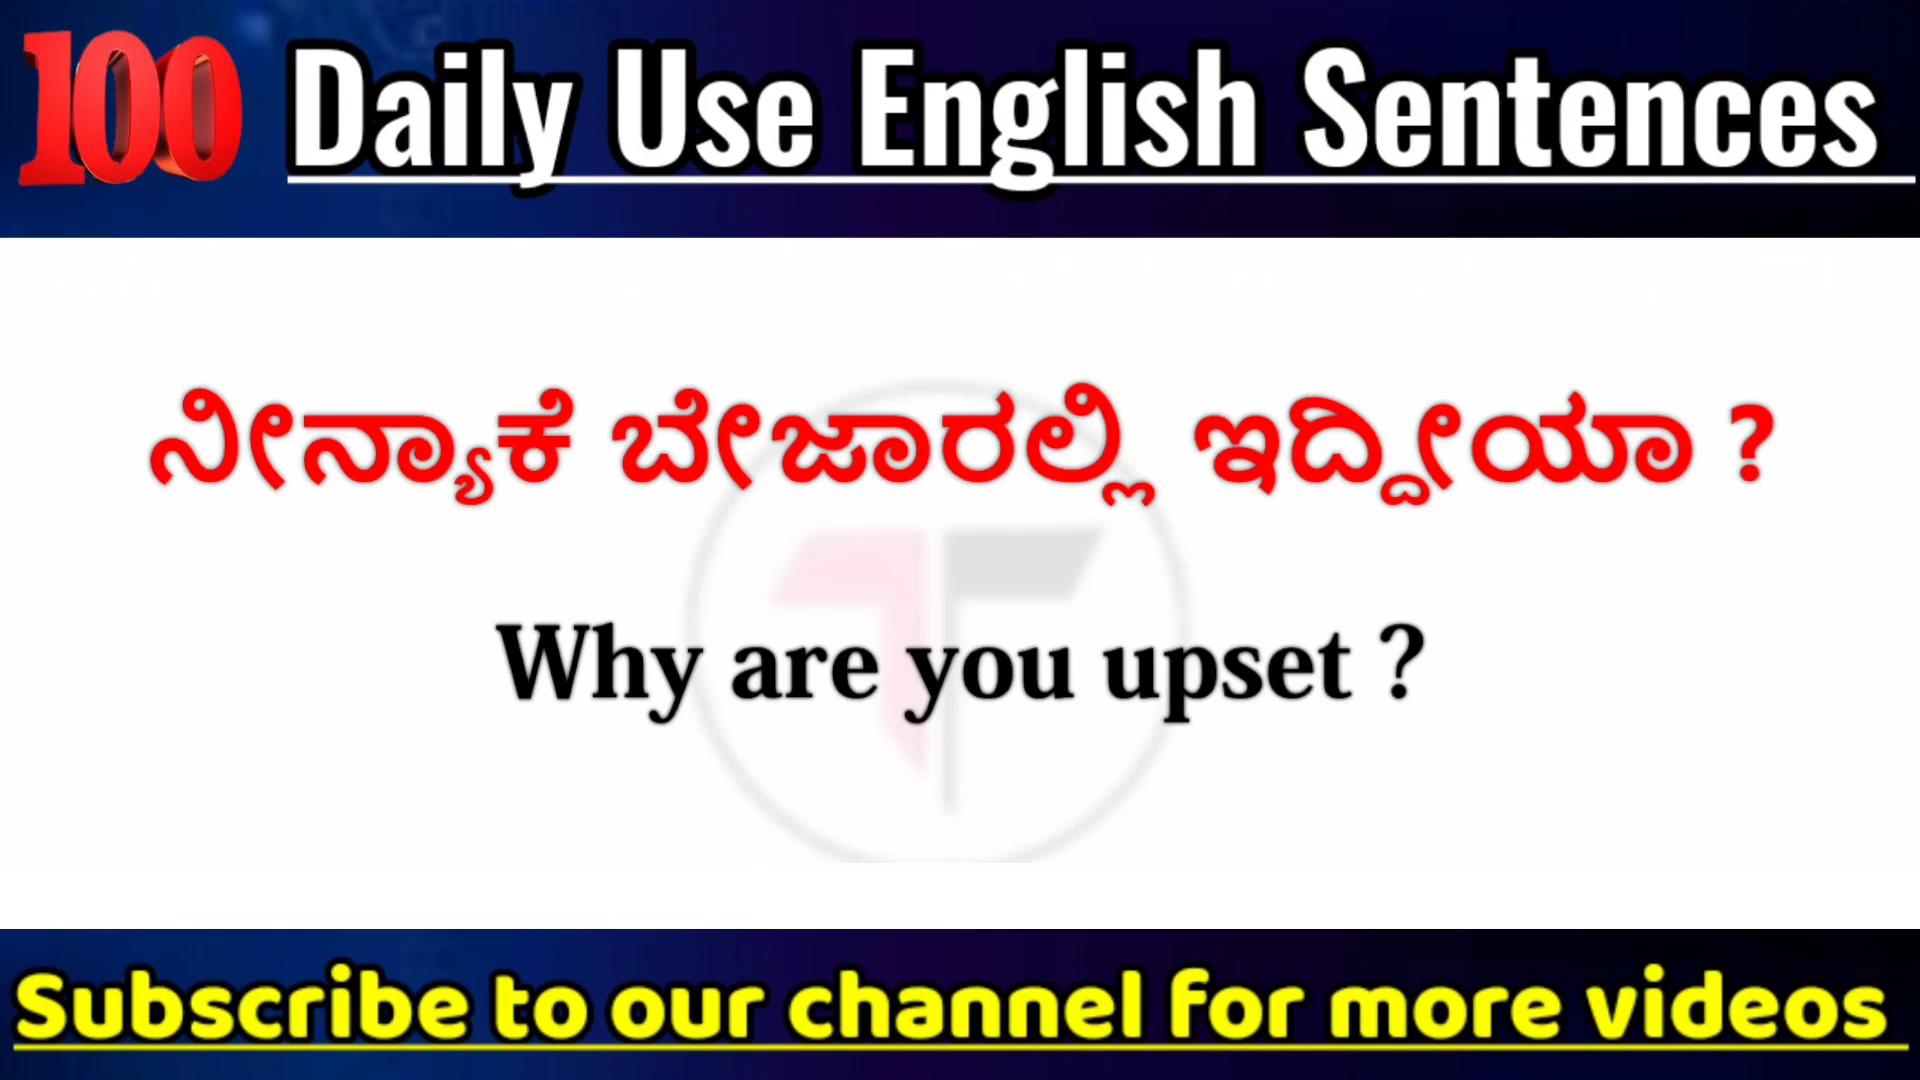 100 Daily Use English Sentences
ನೀನ್ಯಾಕೆ ಬೇಜಾರಲ್ಲಿ ಇದ್ದೀಯಾ ?
Why are you upset ?
Subscribe to our channel for more videos